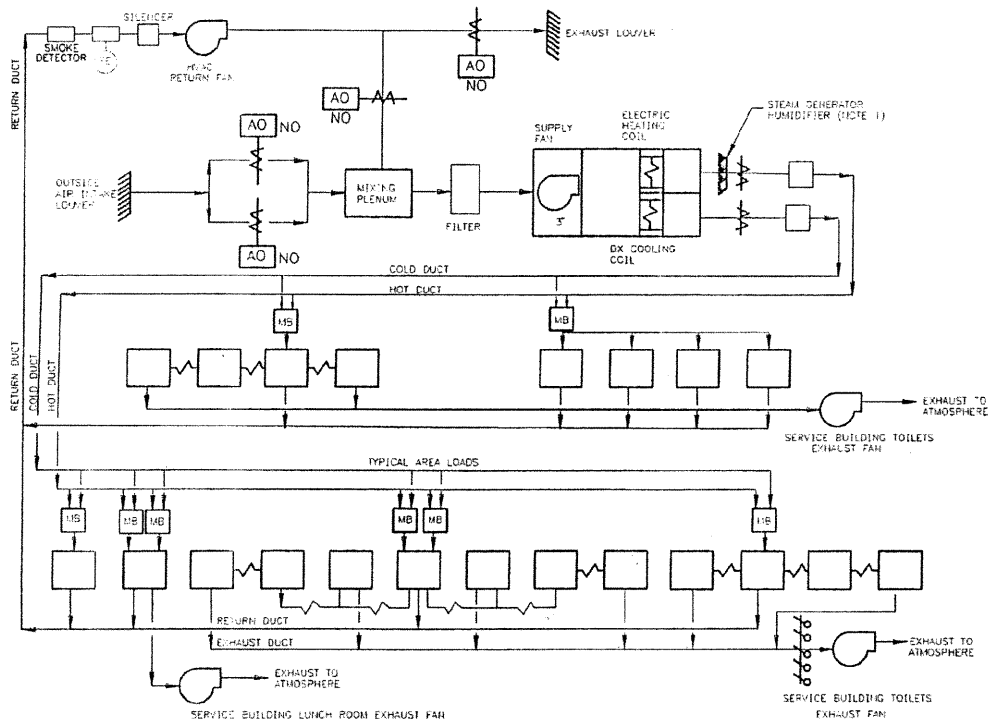 SILENCER
SMOKE
DETECTOR
HVAC
RETURN FAN
EXHAUST LOUVER
AO
NO
AO
NO
AO
NO
AO
NO
RETURN DUCT
OUTSIDE
AIR INTAKE
LOUVER
MIXING
PLENUM
FILTER
SUPPLY
FAN
ELECTRIC
HEATING
COIL
STEAM GENERATOR
HUMIDIFIER (NOTE 1)
DX COOLING
COIL
COLD DUCT
HOT DUCT
MB
MB
RETURN DUCT
COLD DUCT
HOT DUCT
EXHAUST TO
ATMOSPHERE
SERVICE BUILDING TOILETS
EXHAUST FAN
TYPICAL AREA LOADS
MB
MB
MB
MB
MB
MB
RETURN DUCT
EXHAUST DUCT
EXHAUST TO
ATMOSPHERE
EXHAUST TO
ATMOSPHERE
SERVICE BUILDING TOILETS
EXHAUST FAN
SERVICE BUILDING LUNCH ROOM EXHAUST FAN